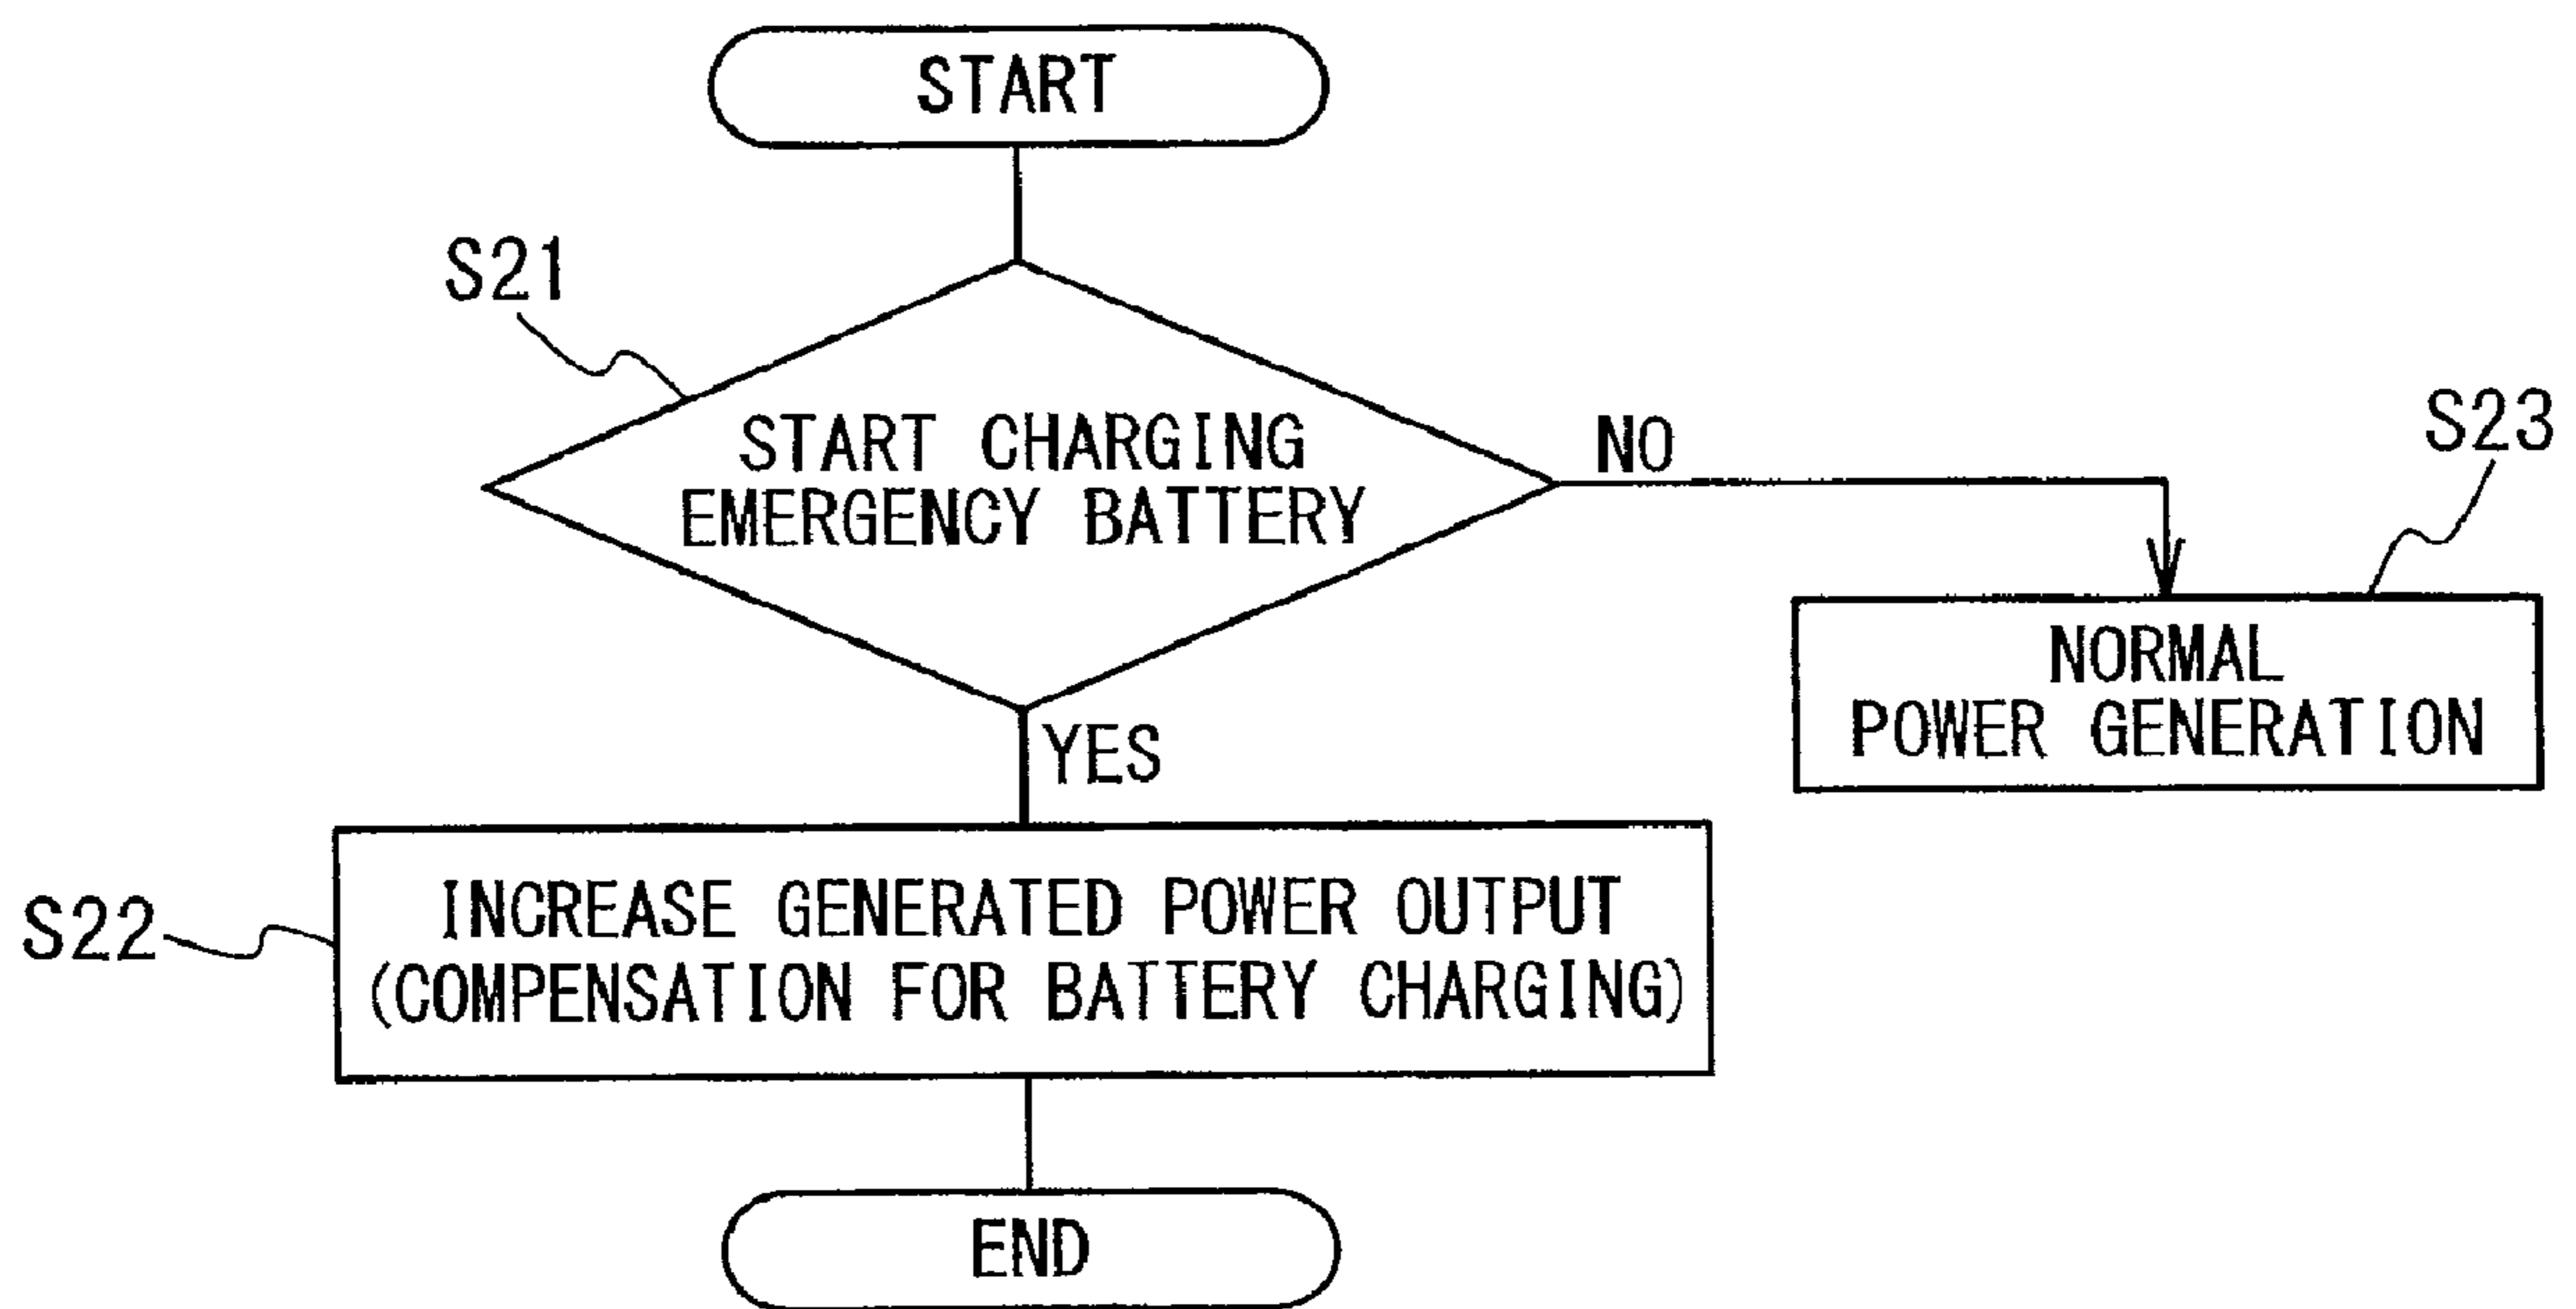 START
S21
START CHARGING
EMERGENCY BATTERY
NO
S23
NORMAL
POWER GENERATION
YES
S22
INCREASE GENERATED POWER OUTPUT
(COMPENSATION FOR BATTERY CHARGING)
END